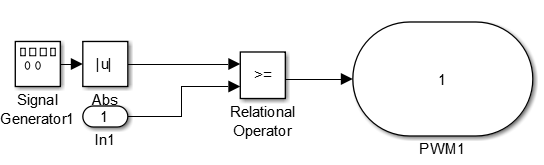 |u|
>=
1
Signal
Generator1
Abs
1
In1
Relational
Operator
PWM1